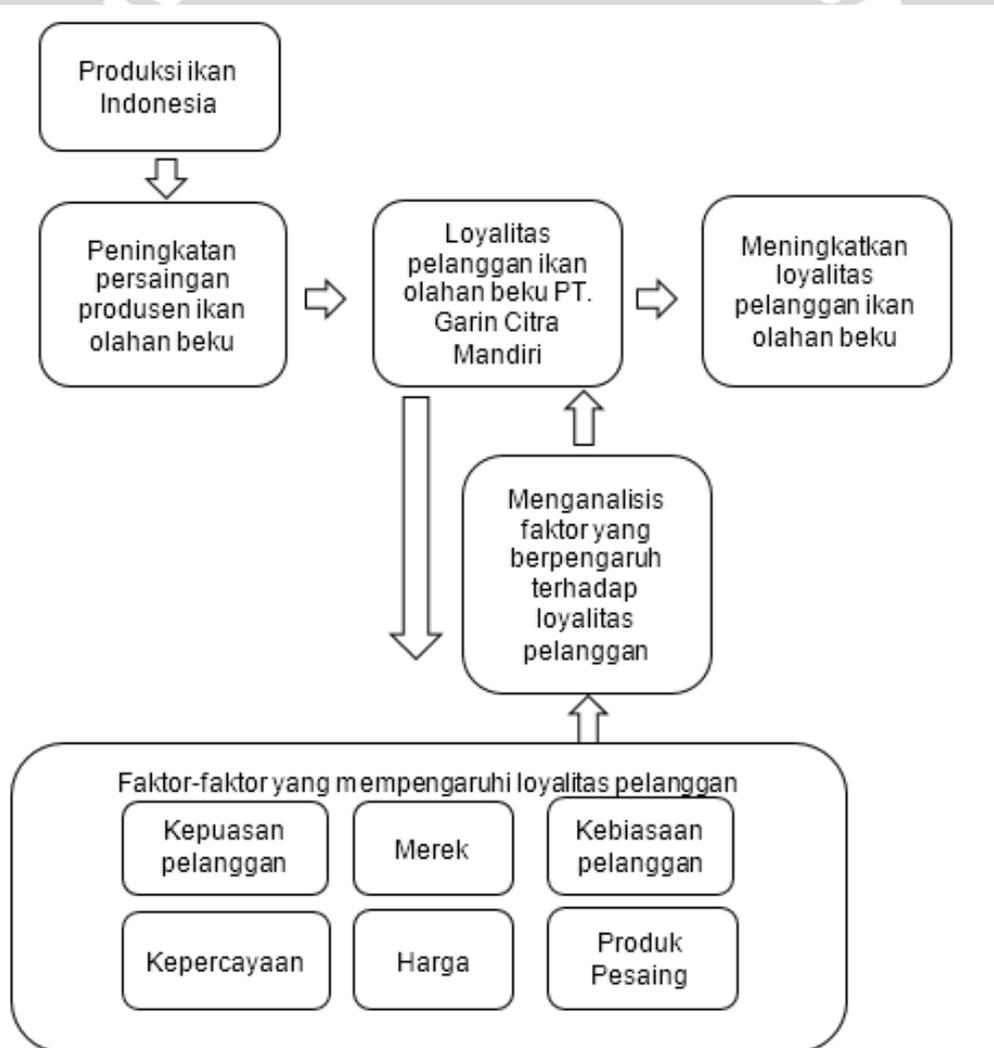 Produksi ikan
Indonesia
Peningkatan
persaingan
produsen ikan
olahan beku
Loyalitas
pelanggan ikan
olahan beku PT.
Garin Citra
Mandiri
Meningkatkan
loyalitas
pelanggan ikan
olahan beku
Menganalisis
faktor yang
berpengaruh
terhadap
loyalitas
pelanggan
Faktor-faktor yang mempengaruhi loyalitas pelanggan
Kepuasan
pelanggan
Merek
Kebiasaan
pelanggan
Kepercayaan
Harga
Produk
Pesaing